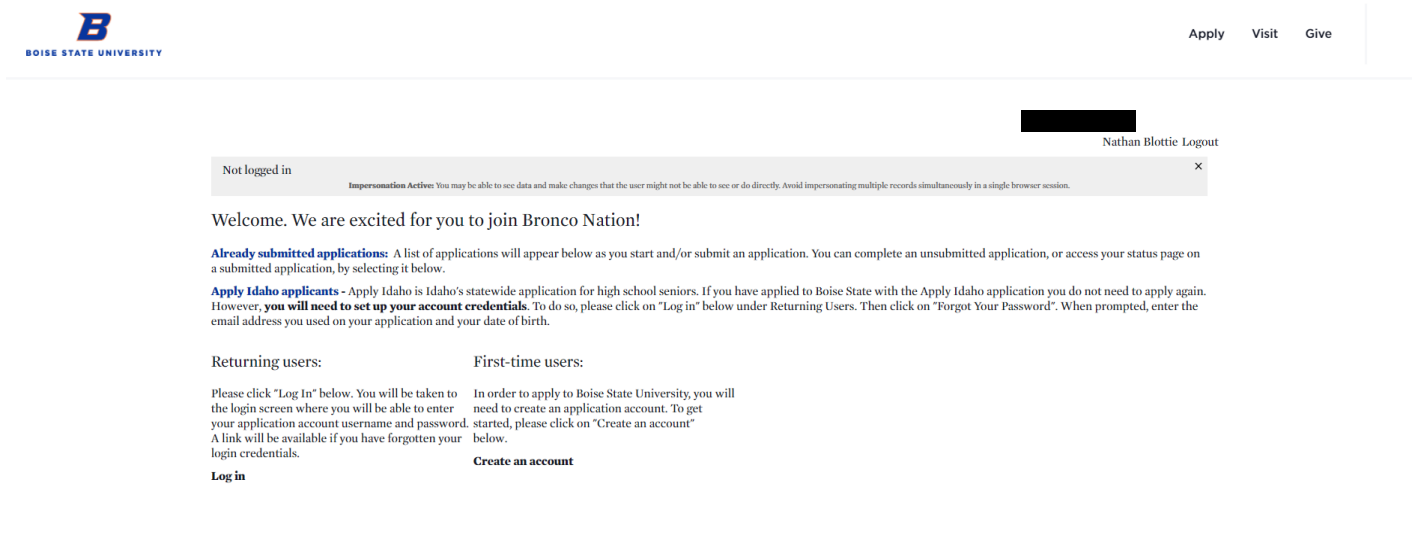 B
BOISE STATE UNIVERSITY
Apply Visit Give
Nathan Blottie Logout
Not logged in
×
Impersonation Active: You may be able to see data and make changes that the user might not be able to see or do directly. Avoid impersonating multiple records simultaneously in a single browser session.
Welcome. We are excited for you to join Bronco Nation!
Already submitted applications: A list of applications will appear below as you start and/or submit an application. You can complete an unsubmitted application, or access your status page on
a submitted application, by selecting it below.
Apply Idaho applicants - Apply Idaho is Idaho's statewide application for high school seniors. If you have applied to Boise State with the Apply Idaho application you do not need to apply again.
However, you will need to set up your account credentials. To do so, please click on "Log in" below under Returning Users. Then click on "Forgot Your Password". When prompted, enter the
email address you used on your application and your date of birth.
Returning users:
Please click "Log In" below. You will be taken to
the login screen where you will be able to enter
your application account username and password.
A link will be available if you have forgotten your
login credentials.
Log in
First-time users:
In order to apply to Boise State University, you will
need to create an application account. To get
started, please click on "Create an account"
below.
Create an account